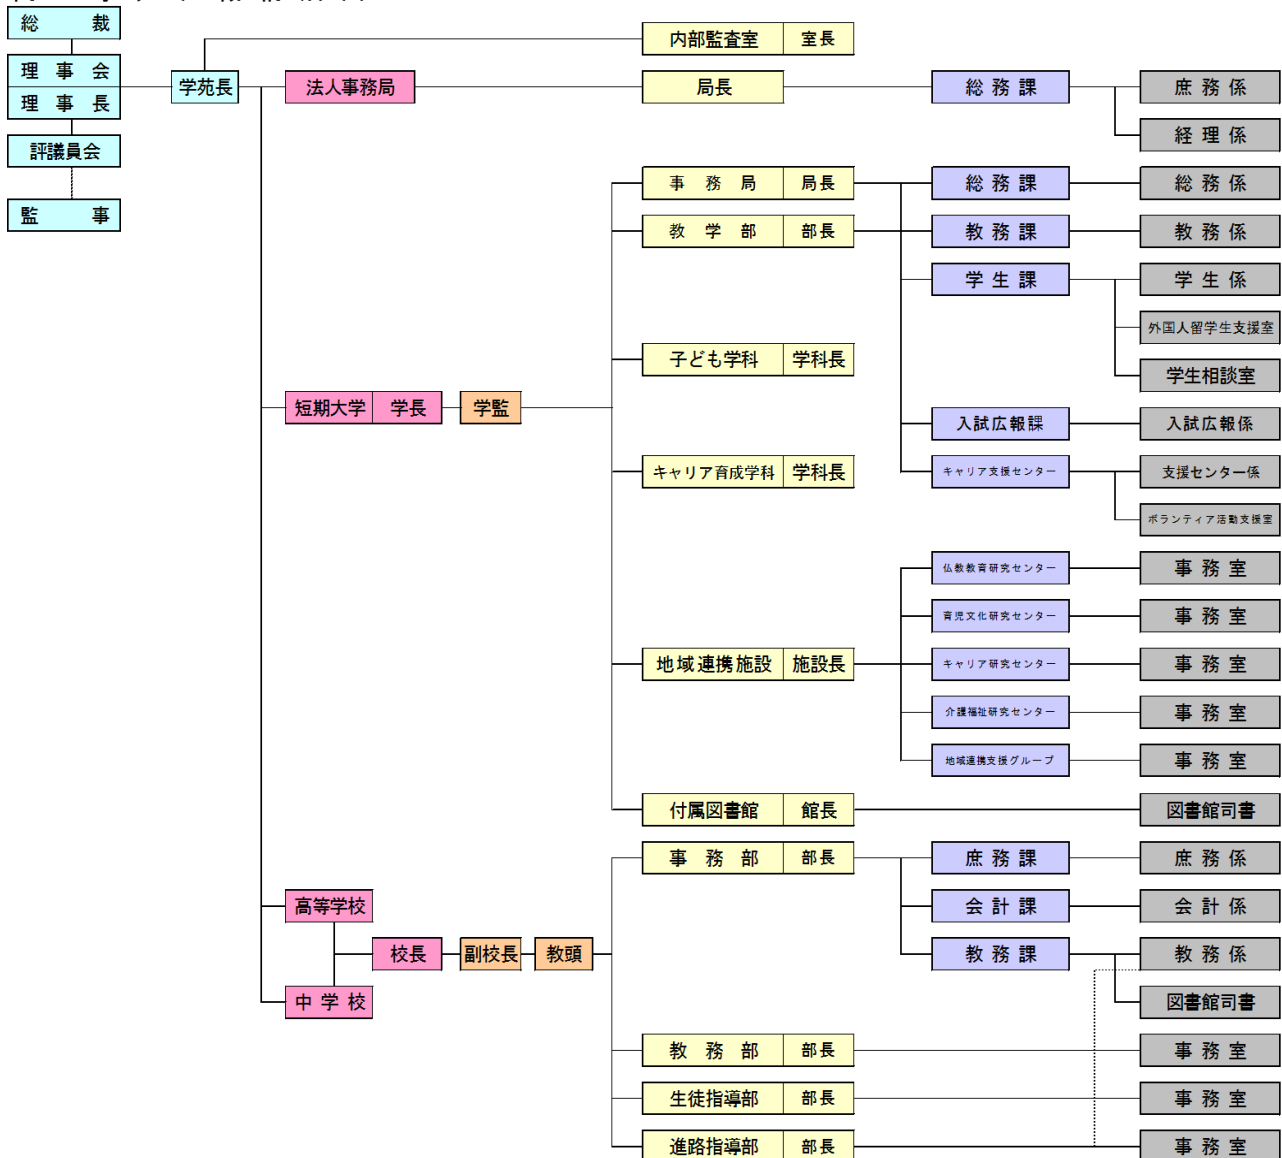 総 裁
内部監査室 室長
理 事 会
理 事 長
学苑長
法人事務局
局長
総 務 課
庶 務 係
経 理 係
評議員会
監 事
事 務 局 局長
総 務 課
総 務 係
教 学 部 部長
教 務 課
教 務 係
学 生 課
学 生 係
外国人留学生支援室
子ども学科 学科長
学生相談室
短期大学 学長
学監
入試広報課
入試広報係
キャリア育成学科 学科長
キャリア支援センター
支援センター係
ボランティア活動支援室
仏教教育研究センター
事 務 室
育児文化研究センター
事 務 室
地域連携施設 施設長
キャリア研究センター
事 務 室
介護福祉研究センター
事 務 室
地域連携支援グループ
事 務 室
付属図書館 館長
図書館司書
事 務 部 部長
庶 務 課
庶 務 係
高等学校
会 計 課
会 計 係
校長
副校長
教頭
教 務 課
教 務 係
中 学 校
図書館司書
教 務 部 部長
事 務 室
生徒指導部 部長
事 務 室
進路指導部 部長
事 務 室